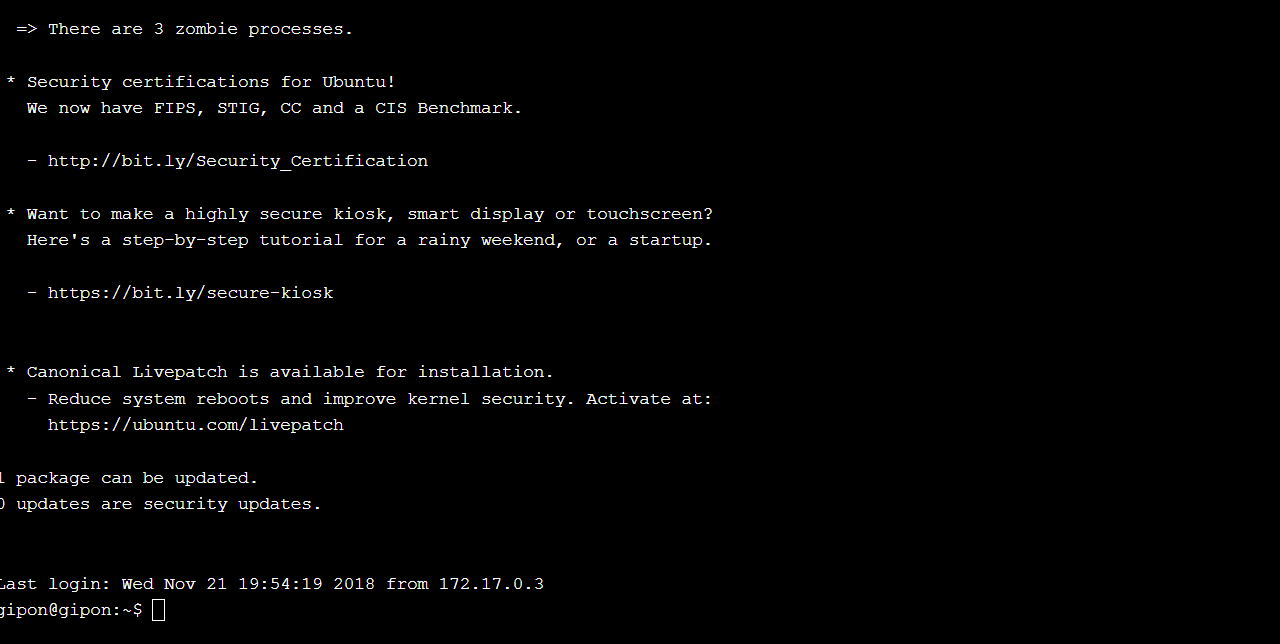 => There are 3 zombie processes.
* Security certifications for Ubuntu!
We now have FIPS, STIG, CC and a CIS Benchmark.
- http://bit.ly/Security_Certification
* Want to make a highly secure kiosk, smart display or touchscreen?
Here's a step-by-step tutorial for a rainy weekend, or a startup.
- https://bit.ly/secure-kiosk
* Canonical Livepatch is available for installation.
- Reduce system reboots and improve kernel security. Activate at:
https://ubuntu.com/livepatch
1 package can be updated.
0 updates are security updates.
Last login: Wed Nov 21 19:54:19 2018 from 172.17.0.3
gipon@gipon:~$